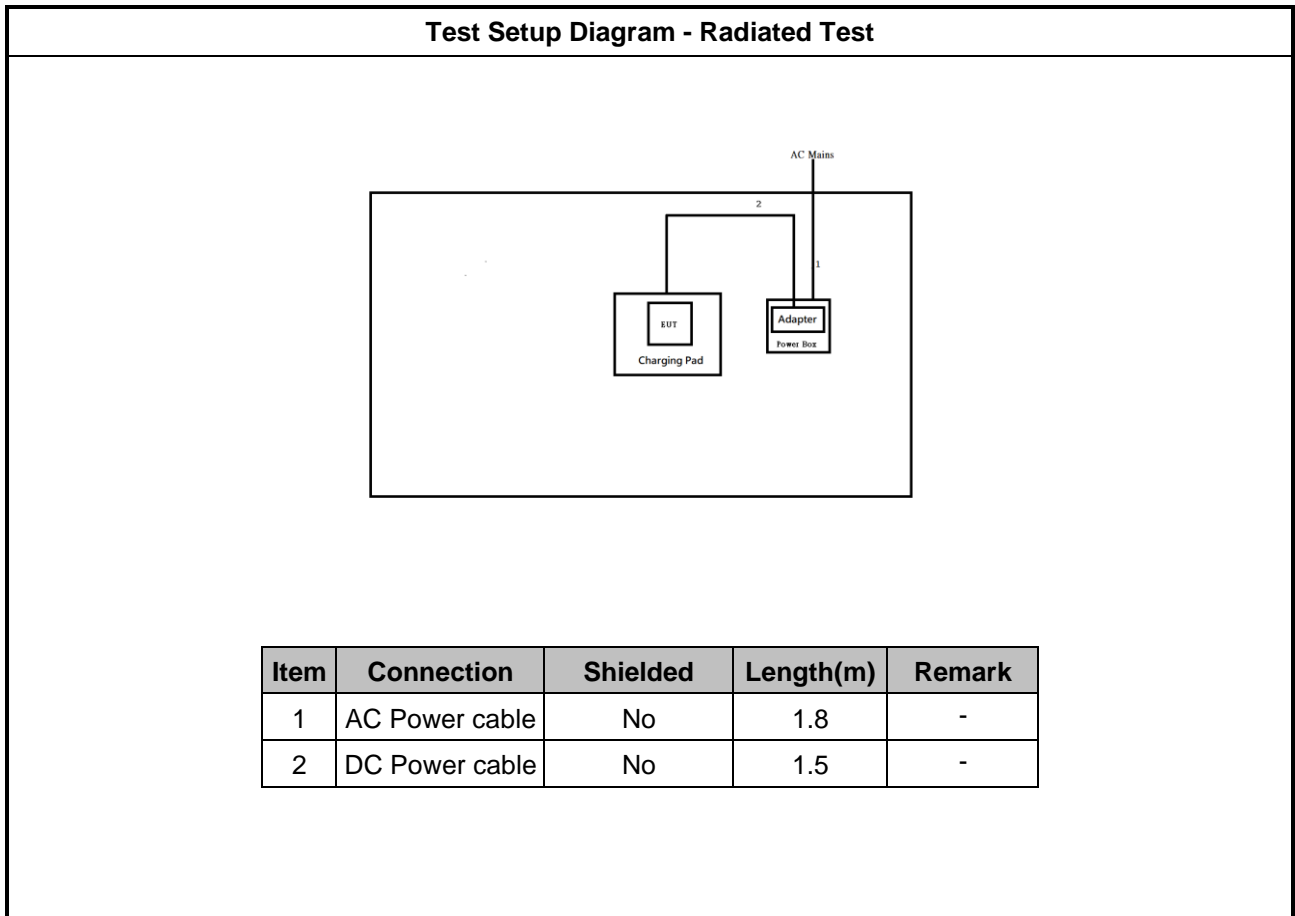 Test Setup Diagram - Radiated Test
AC Mains
2
1
EUT
Charging Pad
Adapter
Power Box
Item Connection Shielded Length(m) Remark
1 AC Power cable No 1.8 -
2 DC Power cable No 1.5 -